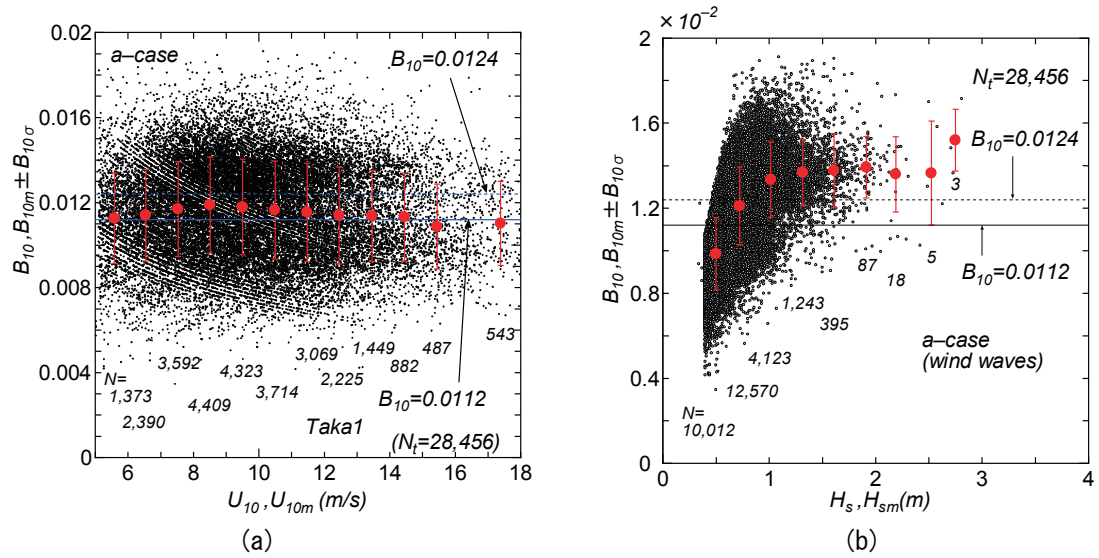 a–case
B10=0.0124
0.02
0.016
0.012
0.008
0.004
0
B10 , B10m±B10σ
3,592
4,323
3,069
1,449
487
543
N=
1,373
4,409
3,714
2,225
882
2,390
B10=0.0112
Taka1
(Nt=28,456)
6 8 10 12 14 16 18
U10 , U10m (m/s)
(a)
×10−2
2
1.6
1.2
0.8
0.4
0
B10 , B10m±B10σ
Nt=28,456
B10=0.0124
3
87
18
5
B10=0.0112
1,243
395
4,123
12,570
a–case
(wind waves)
N=
10,012
0 1 2 3 4
Hs , Hsm(m)
(b)